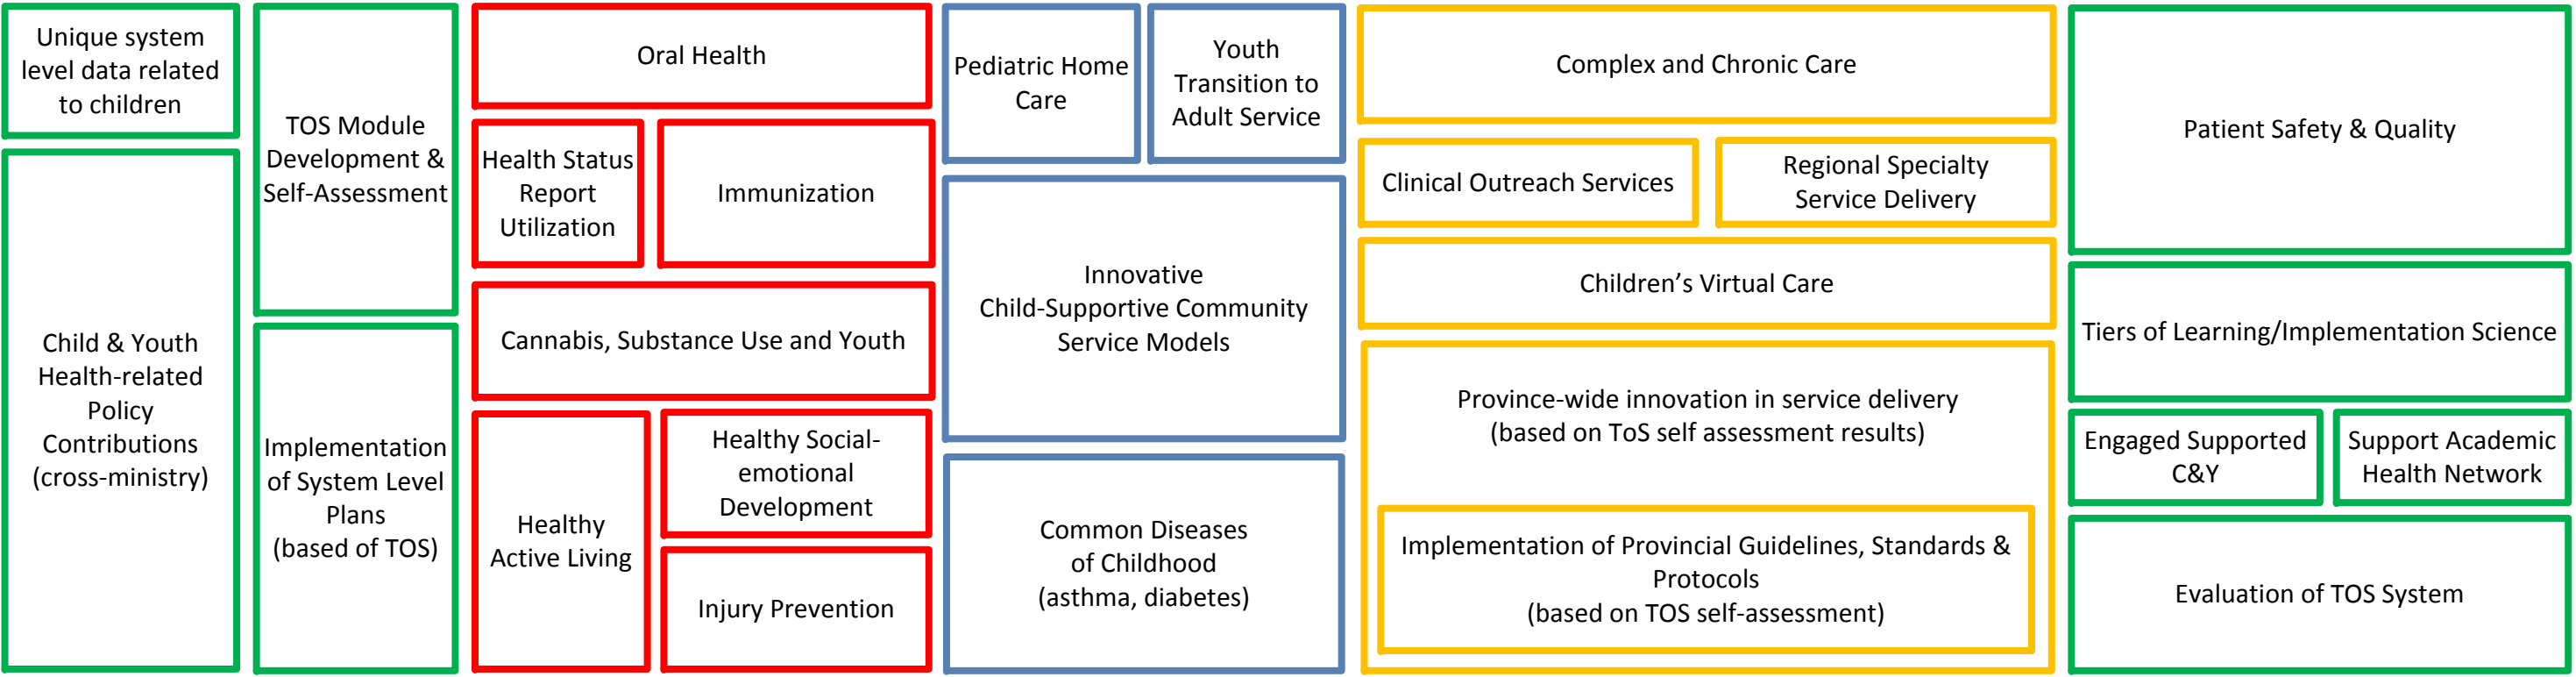 Unique system
level data related
to children
Child & Youth
Health-related
Policy
Contributions
(cross-ministry)
TOS Module
Development &
Self-Assessment
Implementation
of System Level
Plans
(based of TOS)
Oral Health
Health Status
Report
Utilization
Immunization
Cannabis, Substance Use and Youth
Healthy
Active Living
Healthy Social-
emotional
Development
Injury Prevention
Pediatric Home
Care
Youth
Transition to
Adult Service
Innovative
Child-Supportive Community
Service Models
Common Diseases
of Childhood
(asthma, diabetes)
Complex and Chronic Care
Clinical Outreach Services
Regional Specialty
Service Delivery
Children’s Virtual Care
Province-wide innovation in service delivery
(based on ToS self assessment results)
Implementation of Provincial Guidelines, Standards &
Protocols
(based on TOS self-assessment)
Patient Safety & Quality
Tiers of Learning/Implementation Science
Engaged Supported
C&Y
Support Academic
Health Network
Evaluation of TOS System